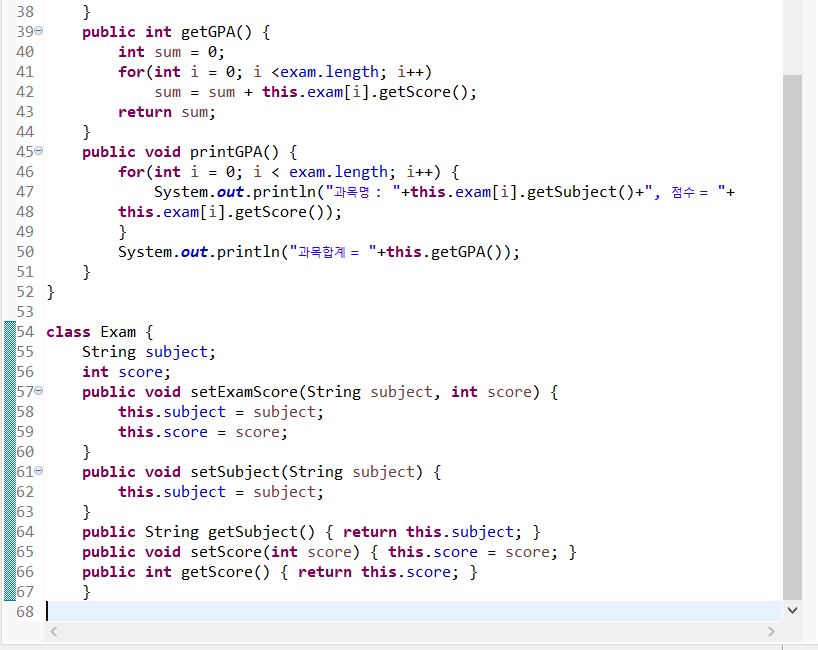 38 }
39 public int getGPA() {
40 int sum = 0;
41 for(int i = 0; i <exam.length; i++)
42 sum = sum + this.exam[i].getScore();
43 return sum;
44 }
45 public void printGPA() {
46 for(int i = 0; i < exam.length; i++) {
47 System.out.println("과목명 : "+this.exam[i].getSubject()+", 점수 = "+
48 this.exam[i].getScore());
49 }
50 System.out.println("과목합계 = "+this.getGPA());
51 }
52 }
53
54 class Exam {
55 String subject;
56 int score;
57 public void setExamScore(String subject, int score) {
58 this.subject = subject;
59 this.score = score;
60 }
61 public void setSubject(String subject) {
62 this.subject = subject;
63 }
64 public String getSubject() { return this.subject; }
65 public void setScore(int score) { this.score = score; }
66 public int getScore() { return this.score; }
67 }
68